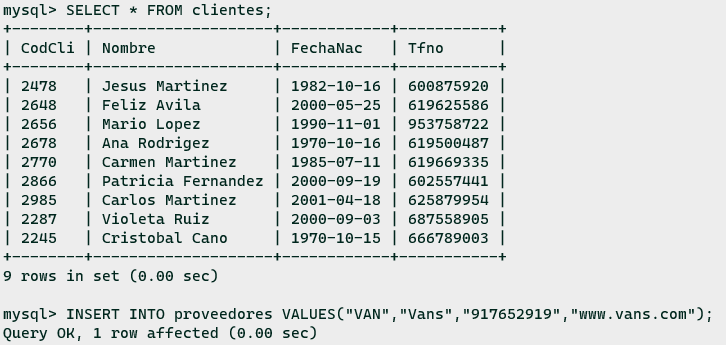 mysql> SELECT * FROM clientes;
+--------+--------------------+------------+-----------+
| CodCli | Nombre             | FechaNac   | Tfno      |
+--------+--------------------+------------+-----------+
| 2478   | Jesus Martinez     | 1982-10-16 | 600875920 |
| 2648   | Feliz Avila        | 2000-05-25 | 619625586 |
| 2656   | Mario Lopez        | 1990-11-01 | 953758722 |
| 2678   | Ana Rodrigez       | 1970-10-16 | 619500487 |
| 2770   | Carmen Martinez    | 1985-07-11 | 619669335 |
| 2866   | Patricia Fernandez | 2000-09-19 | 602557441 |
| 2985   | Carlos Martinez    | 2001-04-18 | 625879954 |
| 2287   | Violeta Ruiz       | 2000-09-03 | 687558905 |
| 2245   | Cristobal Cano     | 1970-10-15 | 666789003 |
+--------+--------------------+------------+-----------+
9 rows in set (0.00 sec)

mysql> INSERT INTO proveedores VALUES("VAN","Vans","917652919","www.vans.com");
Query OK, 1 row affected (0.00 sec)